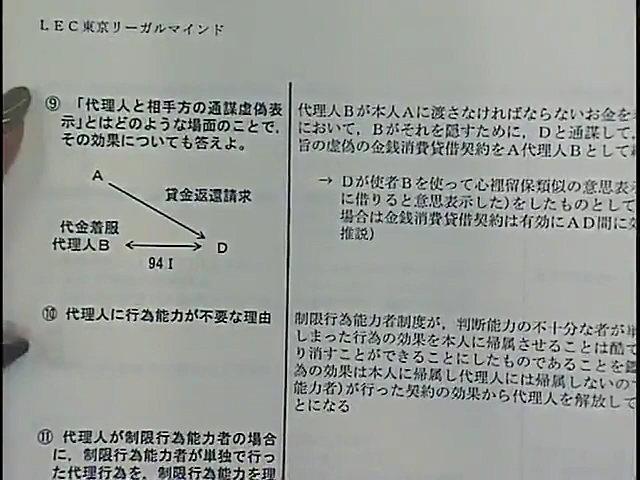 LEC東京リーガルマインド
⑨ 「代理人と相手方の通謀虚偽表
示」とはどのような場面のことで,
その効果についても答えよ。
A
貸金返還請求
代金着服
代理人B
D
94 I
代理人Bが本人Aに渡さなければならないお金を
において, Bがそれを隠すために, Dと通謀して,
旨の虚偽の金銭消費貸借契約をA代理人Bとして
→ Dが使者Bを使って心裡留保類似の意思表示
に借りると意思表示した)をしたものとして
場合は金銭消費貸借契約は有効にAD間に
推説)
⑩ 代理人に行為能力が不要な理由
制限行為能力者制度が, 判断能力の不十分な者が単
しまった行為の効果を本人に帰属させることは酷で
り消すことができることにしたものであることを鑑
為の効果は本人に帰属し代理人には帰属しないの
能力者)が行った契約の効果から代理人を解放して
とになる
⑪ 代理人が制限行為能力者の場合
に, 制限行為能力者が単独で行っ
た代理行為を, 制限行為能力を理